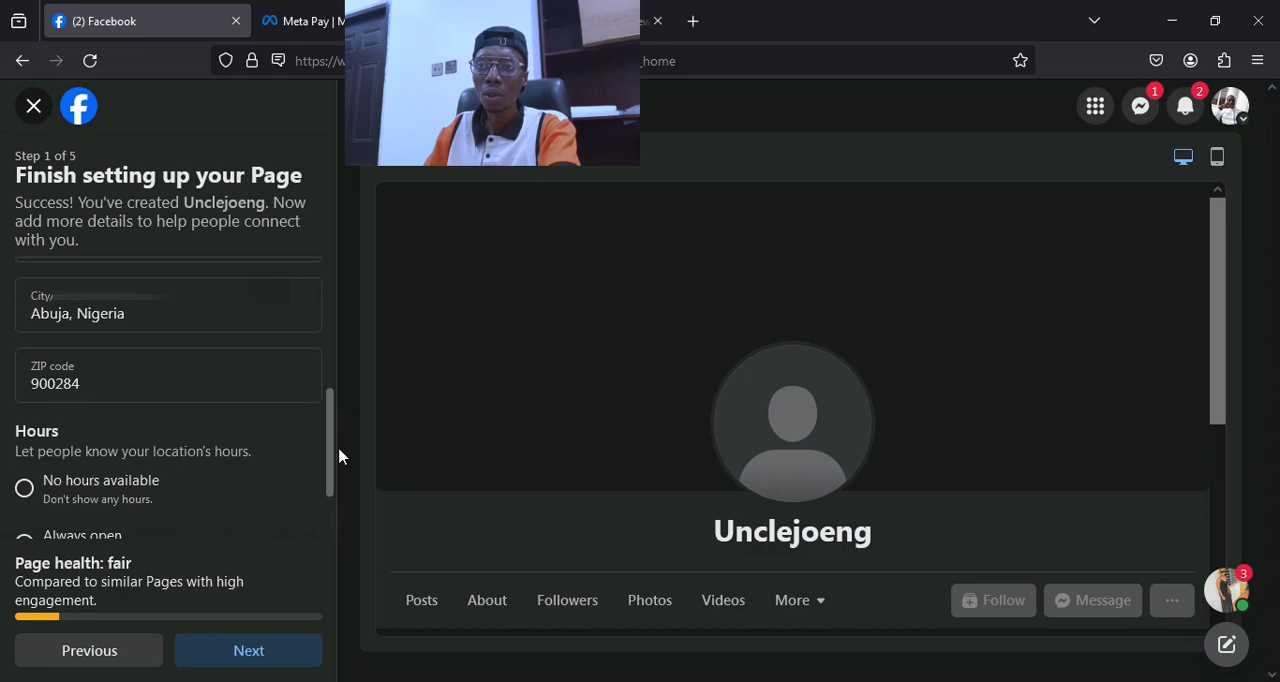 (2) Facebook
Meta Pay | M
https://w
_home
1
2
Step 1 of 5
Finish setting up your Page
Success! You've created Unclejoeng. Now
add more details to help people connect
with you.
City/
Abuja, Nigeria
ZIP code
900284
Hours
Let people know your location's hours.
No hours available
Don't show any hours.
Always open
Page health: fair
Compared to similar Pages with high
engagement.
Previous
Next
Unclejoeng
Posts
About
Followers
Photos
Videos
More
Follow
Message
3